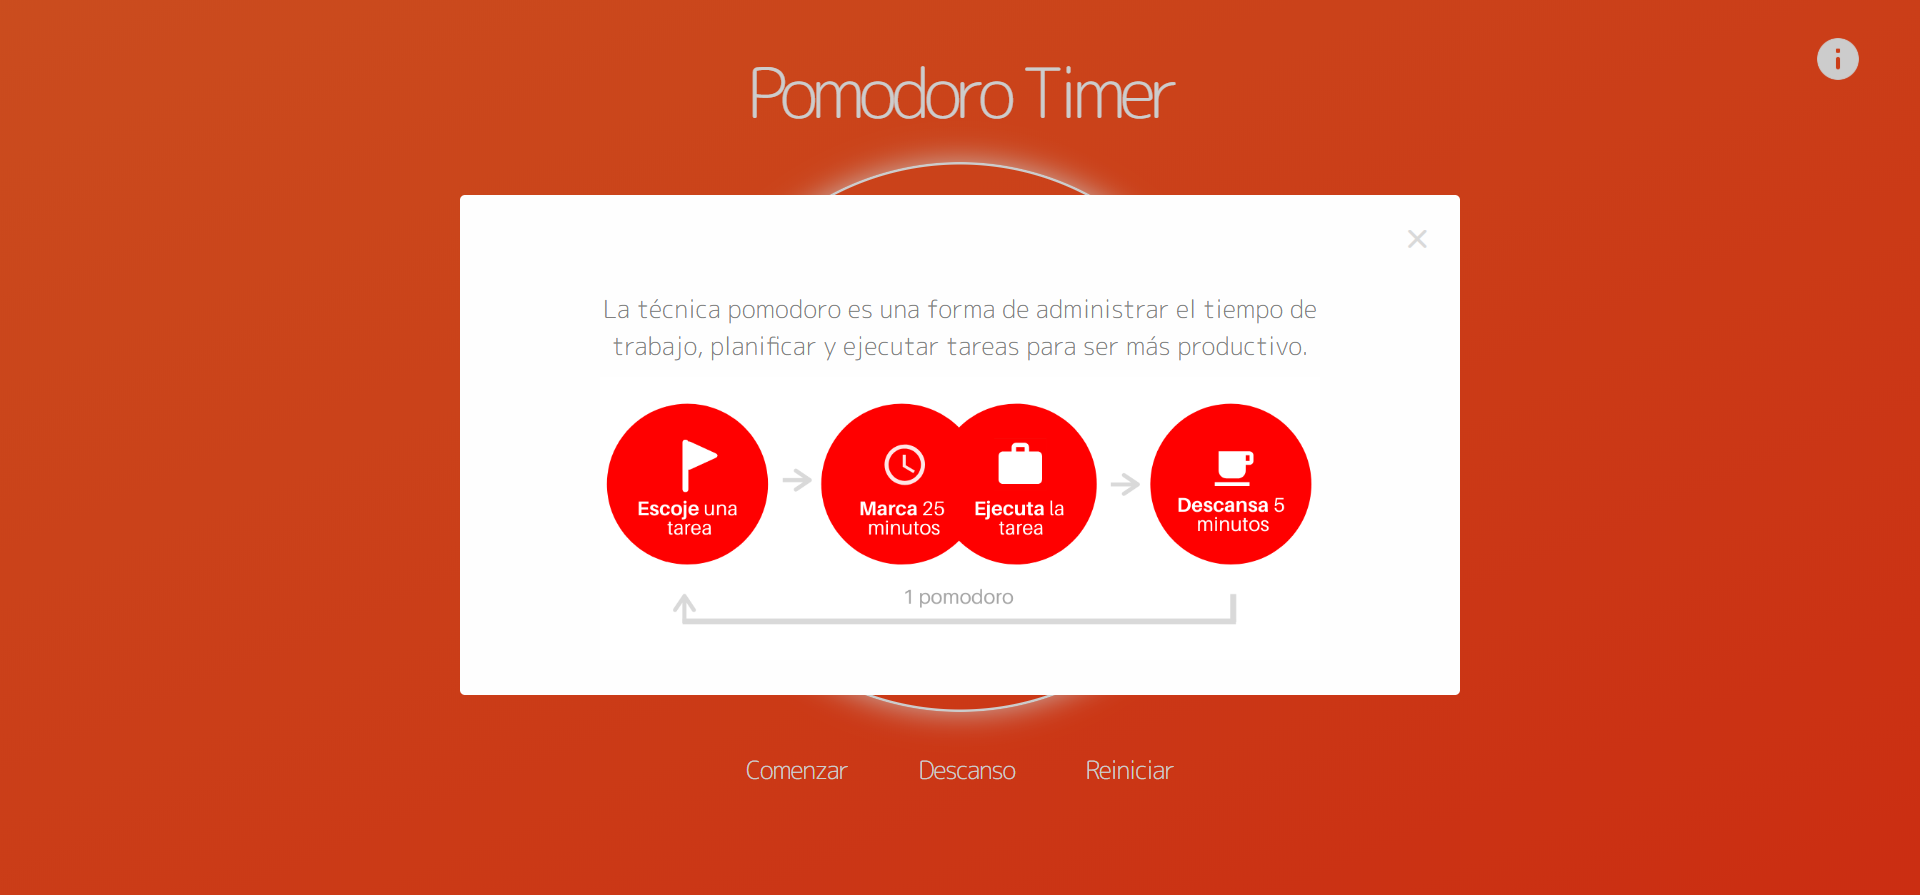 Pomodoro Timer
La técnica pomodoro es una forma de administrar el tiempo de
trabajo, planificar y ejecutar tareas para ser más productivo.
Escoje una
tarea
Marca 25
minutos
Ejecuta la
tarea
Descansa 5
minutos
1 pomodoro
Comenzar
Descanso
Reiniciar